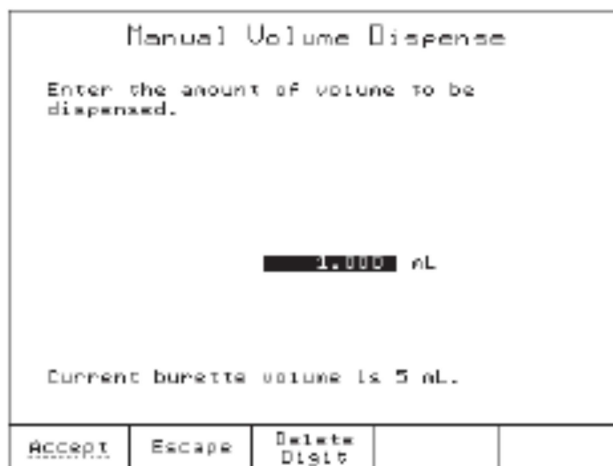 Manual Volume Dispense
Enter the amount of volume to be
dispensed.
1.000 mL
Current burette volume is 5 mL.
Accept Escape Delete Digit